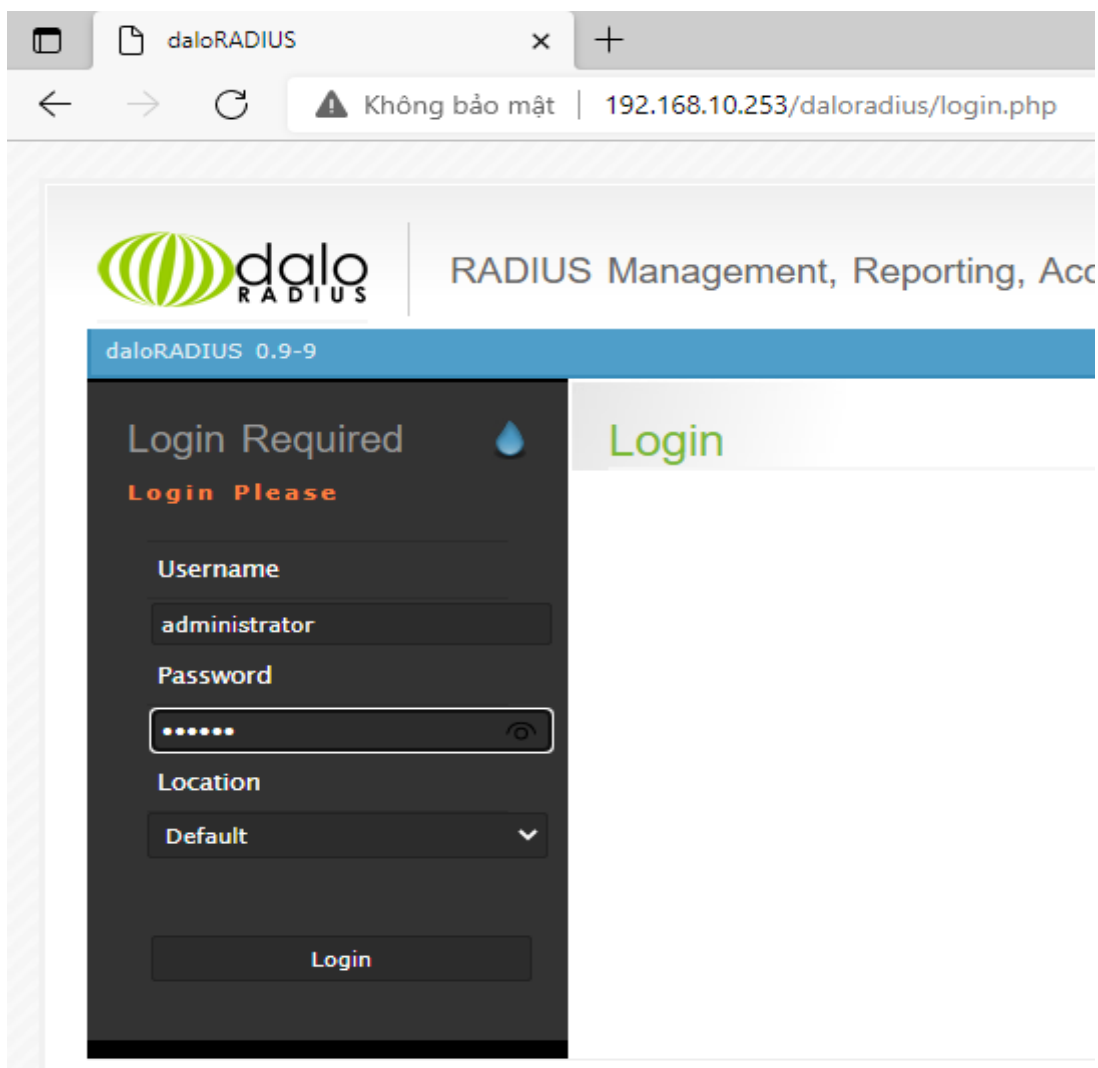 daloRADIUS
Không bảo mật | 192.168.10.253/daloradius/login.php
dalo
RADIUS
RADIUS Management, Reporting, Acc
daloRADIUS 0.9-9
Login Required
Login
Login Please
Username
administrator
Password
••••••
Location
Default
Login